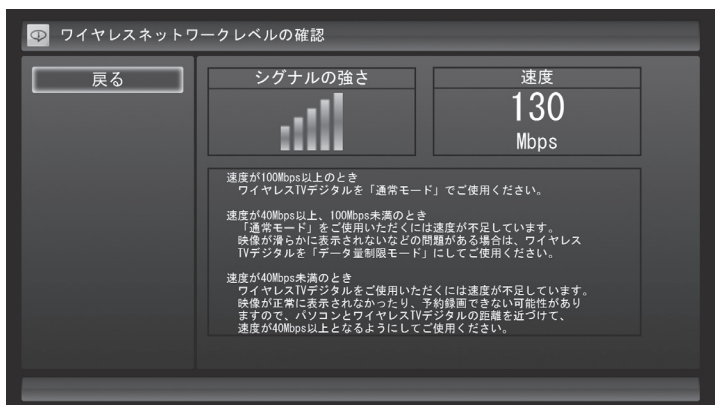 ワイヤレスネットワークレベルの確認
戻る
シグナルの強さ
速度
130
Mbps
速度が100Mbps以上のとき
ワイヤレスTVデジタルを「通常モード」でご使用ください。
速度が40Mbps以上、100Mbps未満のとき
「通常モード」をご使用いただくには速度が不足しています。
映像が滑らかに表示されないなどの問題がある場合は、ワイヤレス
TVデジタルを「データ量制限モード」にしてご使用ください。
速度が40Mbps未満のとき
ワイヤレスTVデジタルをご使用いただくには速度が不足しています。
映像が正常に表示されなかったり、予約録画できない可能性があり
ますので、パソコンとワイヤレスTVデジタルの距離を近づけて、
速度が40Mbps以上となるようにしてご使用ください。